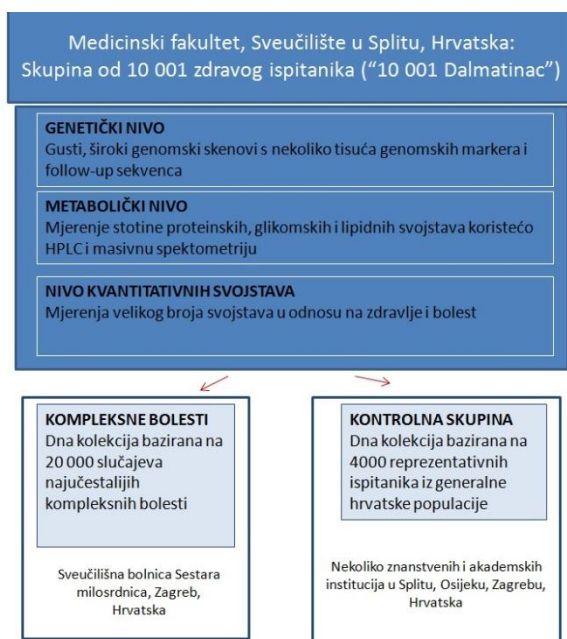 Medicinski fakultet, Sveučilište u Splitu, Hrvatska:
Skupina od 10 001 zdravog ispitanika (“10 001 Dalmatinac”)
GENETIČKI NIVO
Gusti, široki genomski skenovi s nekoliko tisuća genomskih markera i
follow-up sekvenca
METABOLIČKI NIVO
Mjerenje stotine proteinskih, glikomskih i lipidnih svojstava koristećo
HPLC i masivnu spektometriju
NIVO KVANTITATIVNIH SVOJSTAVA
Mjerenja velikog broja svojstava u odnosu na zdravlje i bolest
KOMPLEKSNE BOLESTI
Dna kolekcija bazirana na
20 000 slučajeva
najučestalijih
kompleksnih bolesti
Sveučilišna bolnica Sestara
milosrdnica, Zagreb,
Hrvatska
KONTROLNA SKUPINA
Dna kolekcija bazirana na
4000 reprezentativnih
ispitanika iz generalne
hrvatske populacije
Nekoliko znanstvenih i akademskih
institucija u Splitu, Osijeku, Zagrebu,
Hrvatska